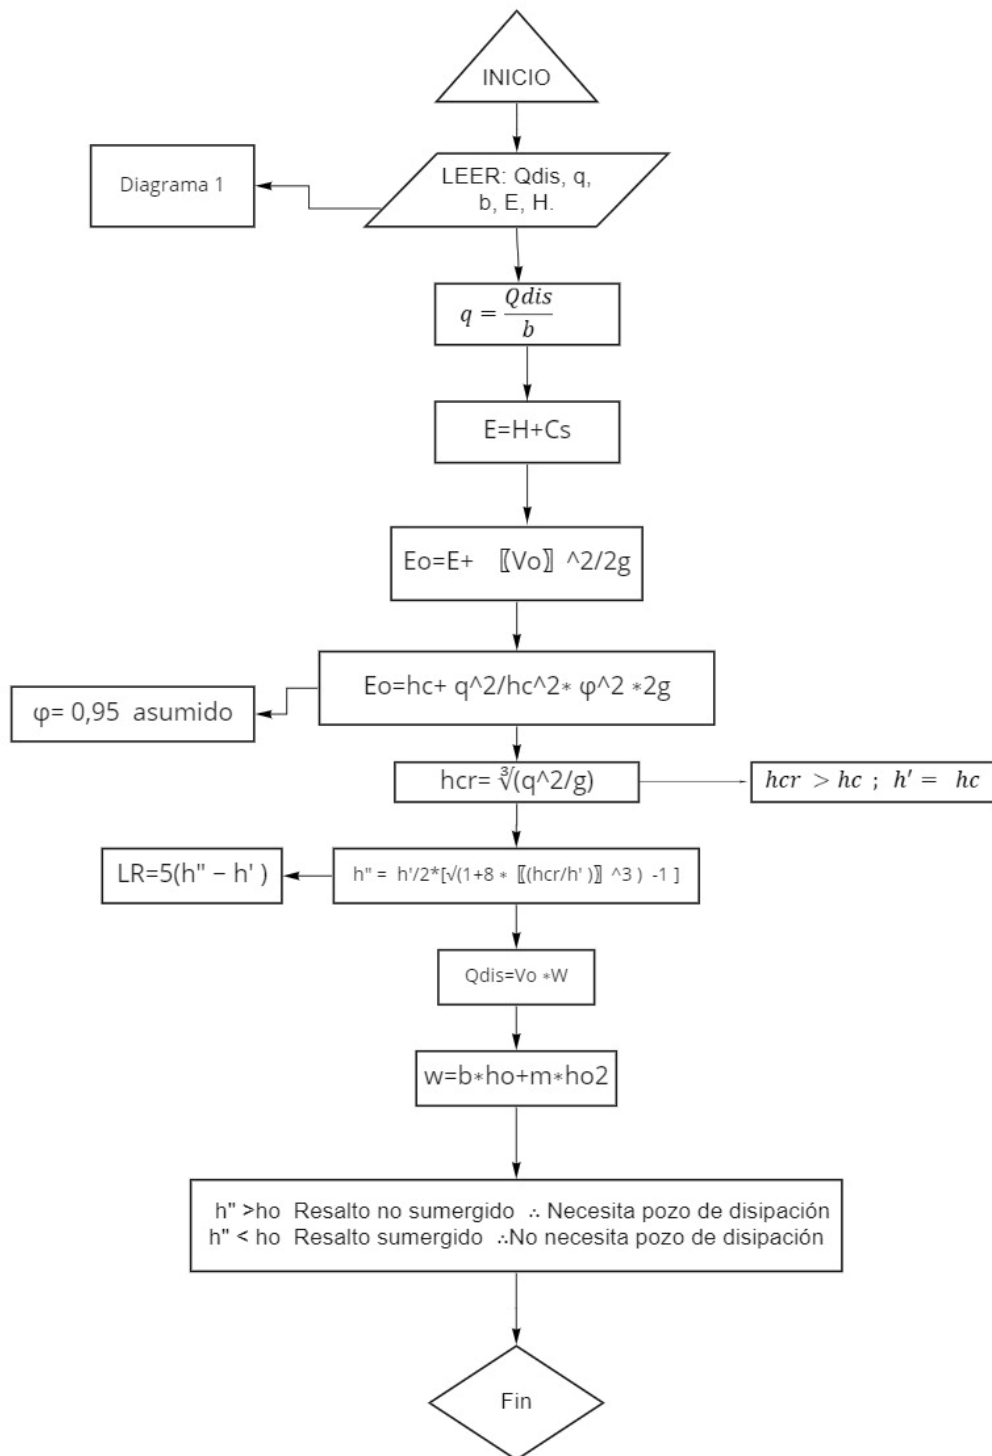 INICIO
LEER: Qdis, q,
b, E, H.
Diagrama 1
q = Qdis/b
E=H+Cs
Eo=E+ 〖Vo〗 ^2/2g
Eo=hc+ q^2/hc^2* φ^2 *2g
φ= 0,95 asumido
hcr= ∛(q^2/g)
hcr > hc ; h' = hc
h" = h'/2*[√(1+8 * 〖(hcr/h' )〗 ^3 ) -1 ]
LR=5(h" − h' )
Qdis=Vo *W
w=b*ho+m*ho2
h" >ho Resalto no sumergido ∴ Necesita pozo de disipación
h" < ho Resalto sumergido ∴No necesita pozo de disipación
Fin